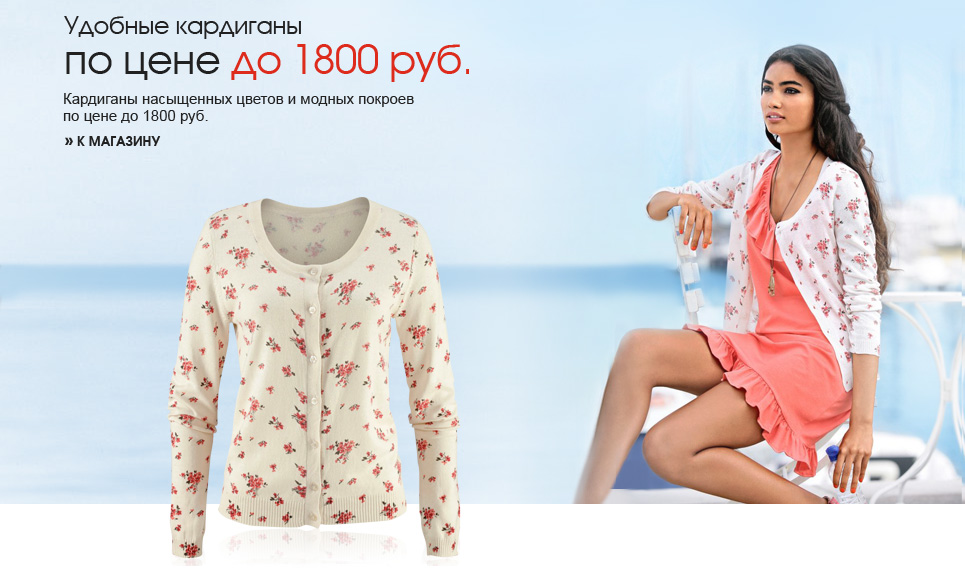 Удобные кардиганы
по цене до 1800 руб.
Кардиганы насыщенных цветов и модных покроев
по цене до 1800 руб.
» К МАГАЗИНУ